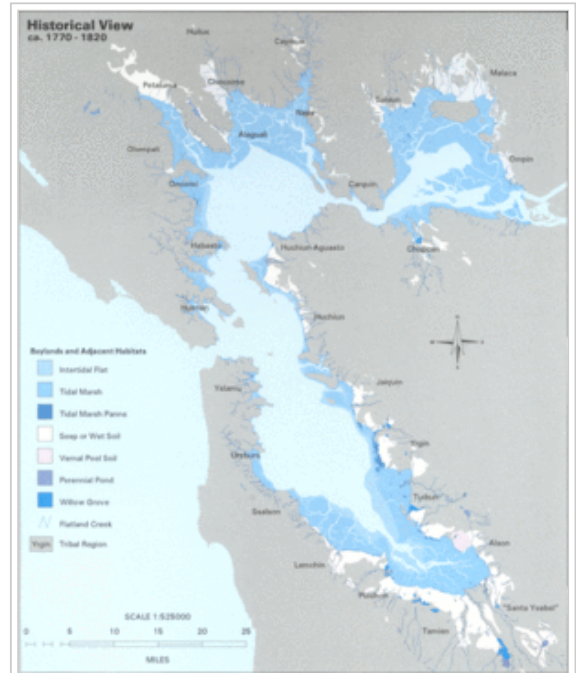 Historical View
ca. 1770 - 1820
Caymus
Petaluma
Chocuyme
Malaca
Suisun
Napa
Alaguali
Olompali
Ompin
Omiomi
Carquin
Chupcan
Habasto
Huchiun-Aguasto
Huimen
Huchiun
Baylands and Adjacent Habitats
Intertidal Flat
Tidal Marsh
Tidal Marsh Panne
Seep or Wet Soil
Vernal Pool Soil
Perennial Pond
Willow Grove
Flatland Creek
Yrgin Tribal Region
Yelamu
Jalquin
Yrgin
Urebure
Tuibun
Ssalson
Alson
Lamchin
Puichon
"Santa Ysabel"
Tamien
SCALE 1:525000
0 5 10 15 20 25
MILES